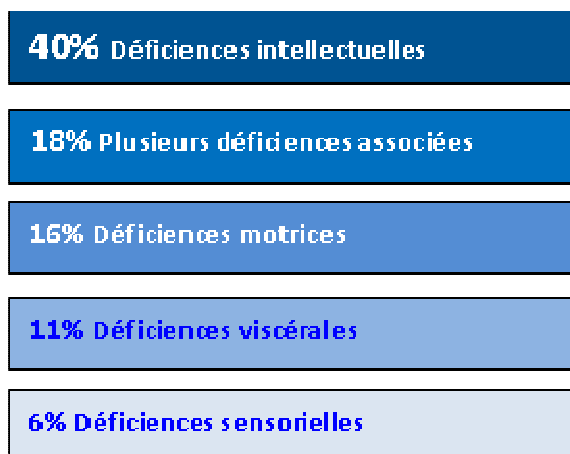 40% Déficiences intellectuelles
18% Plusieurs déficiences associées
16% Déficiences motrices
11% Déficiences viscérales
6% Déficiences sensorielles